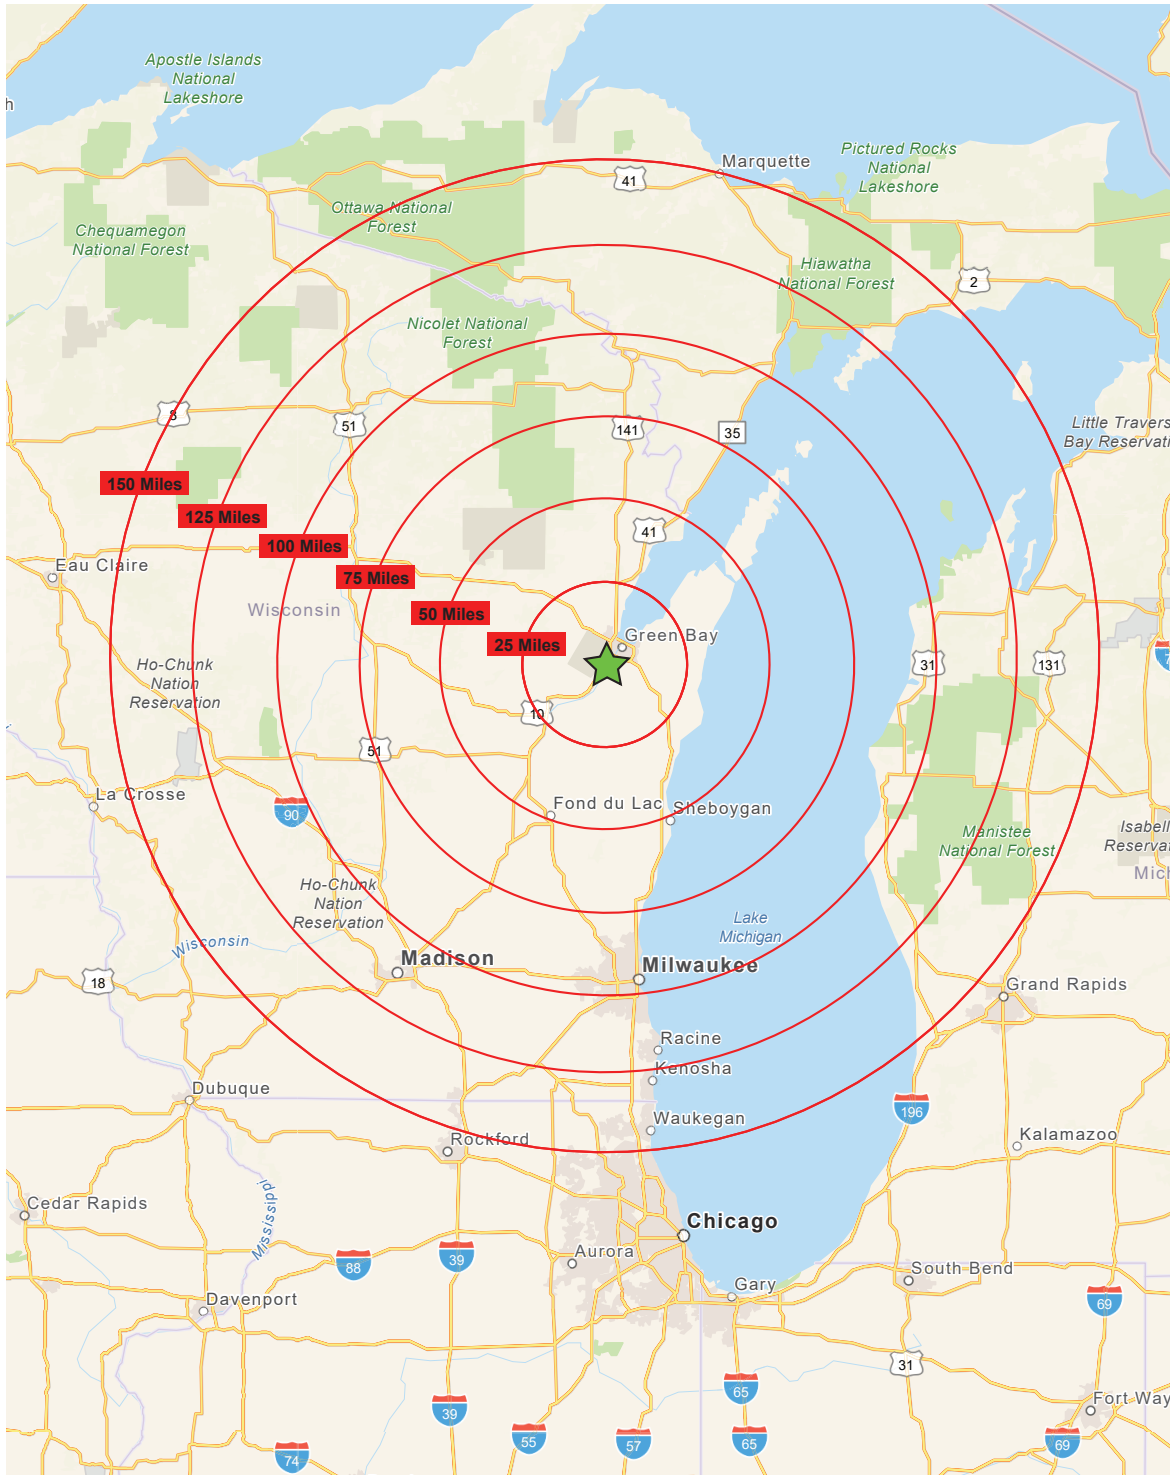 Apostle Islands
National
Lakeshore
h
Marquette
Pictured Rocks
National
Lakeshore
41
Ottawa National
Forest
Chequamegon
National Forest
Hiawatha
National Forest
2
Nicolet National
Forest
8
51
141
35
Little Travers
Bay Reservati
150 Miles
125 Miles
41
100 Miles
Eau Claire
75 Miles
Wisconsin
50 Miles
25 Miles
Green Bay
Ho-Chunk
Nation
Reservation
31
131
7
10
51
La Crosse
90
Fond du Lac
Sheboygan
Manistee
National Forest
Isabell
Reservat
Mich
Ho-Chunk
Nation
Reservation
Lake
Michigan
Wisconsin
Madison
Milwaukee
18
Grand Rapids
Racine
Kenosha
Dubuque
Waukegan
196
Rockford
Kalamazoo
Cedar Rapids
Mississippi
Chicago
Aurora
88
39
South Bend
Gary
Davenport
69
31
65
Fort Way
39
55
57
65
69
74